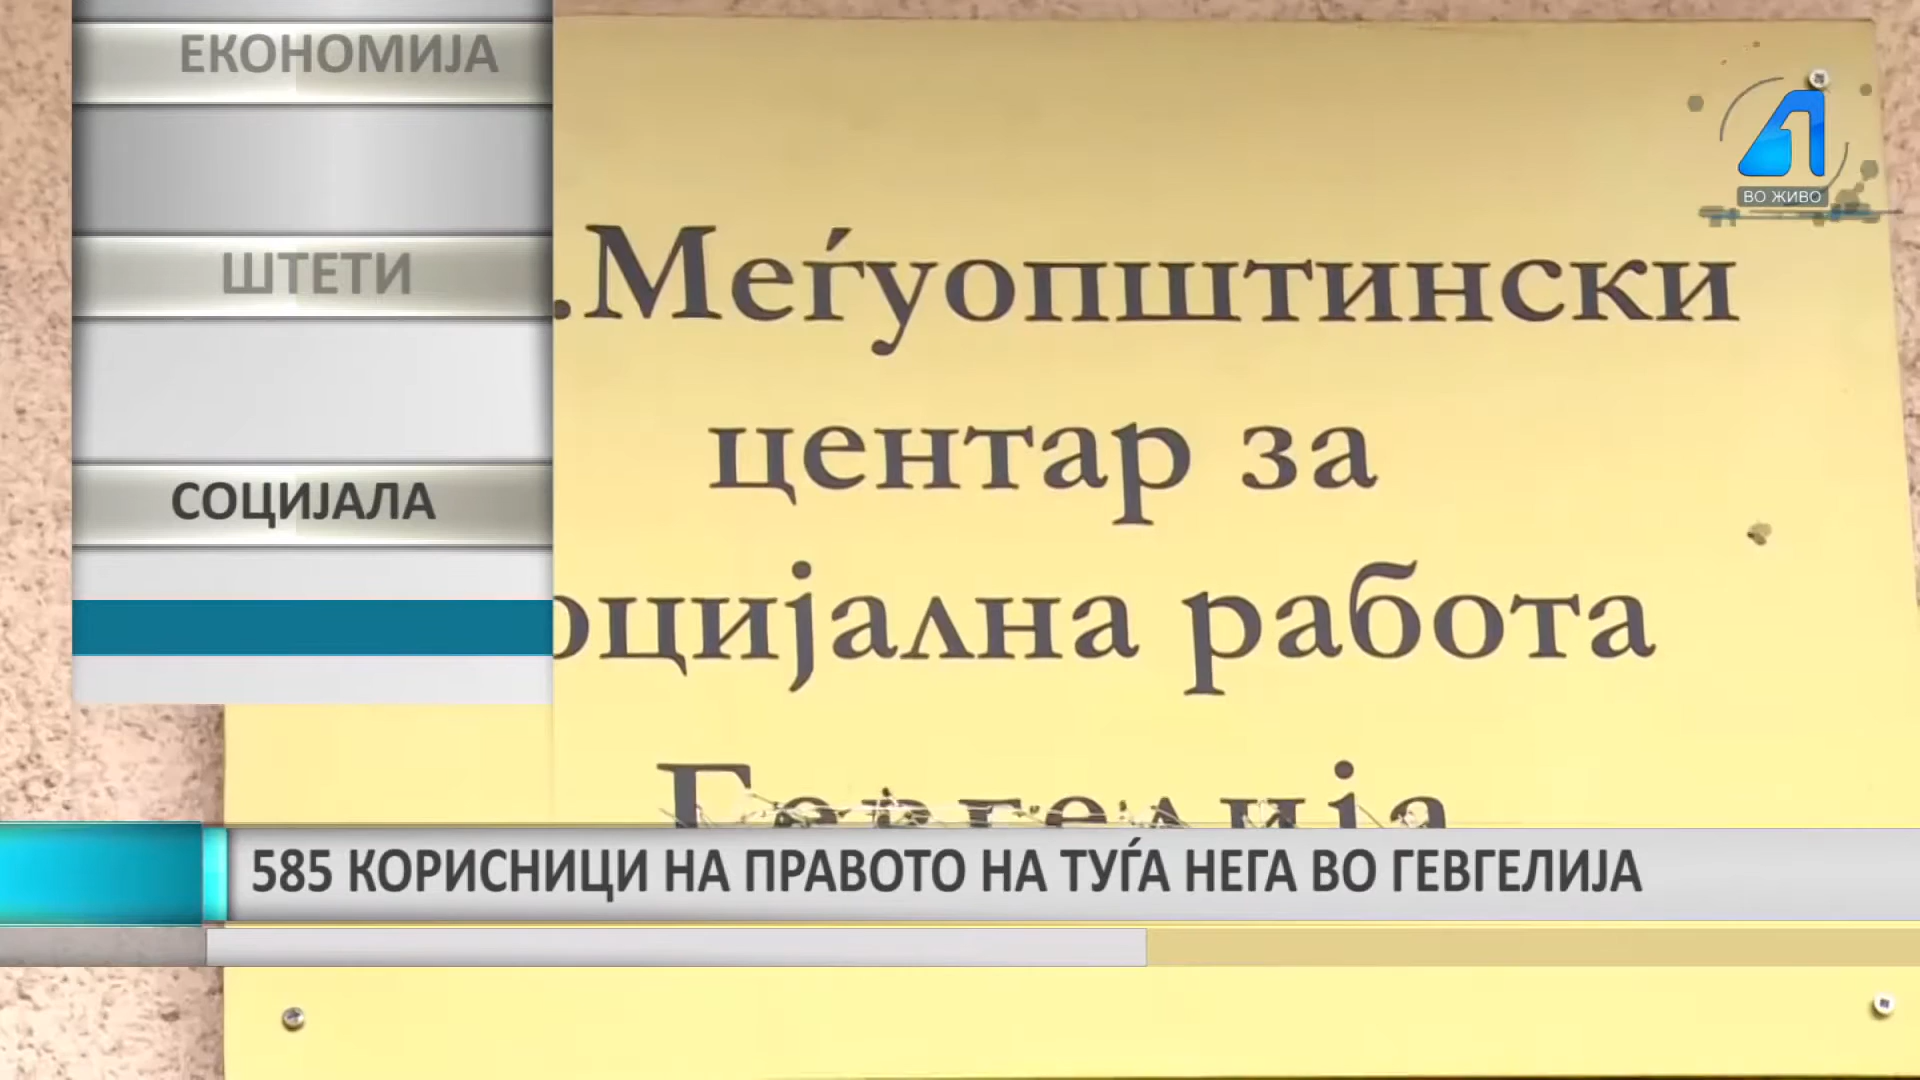 ЕКОНОМИЈА
ШТЕТИ
СОЦИЈАЛА
ВО ЖИВО
.Меѓуопштински
центар за
оцијална работа
Гевгелија
585 КОРИСНИЦИ НА ПРАВОТО НА ТУЃА НЕГА ВО ГЕВГЕЛИЈА